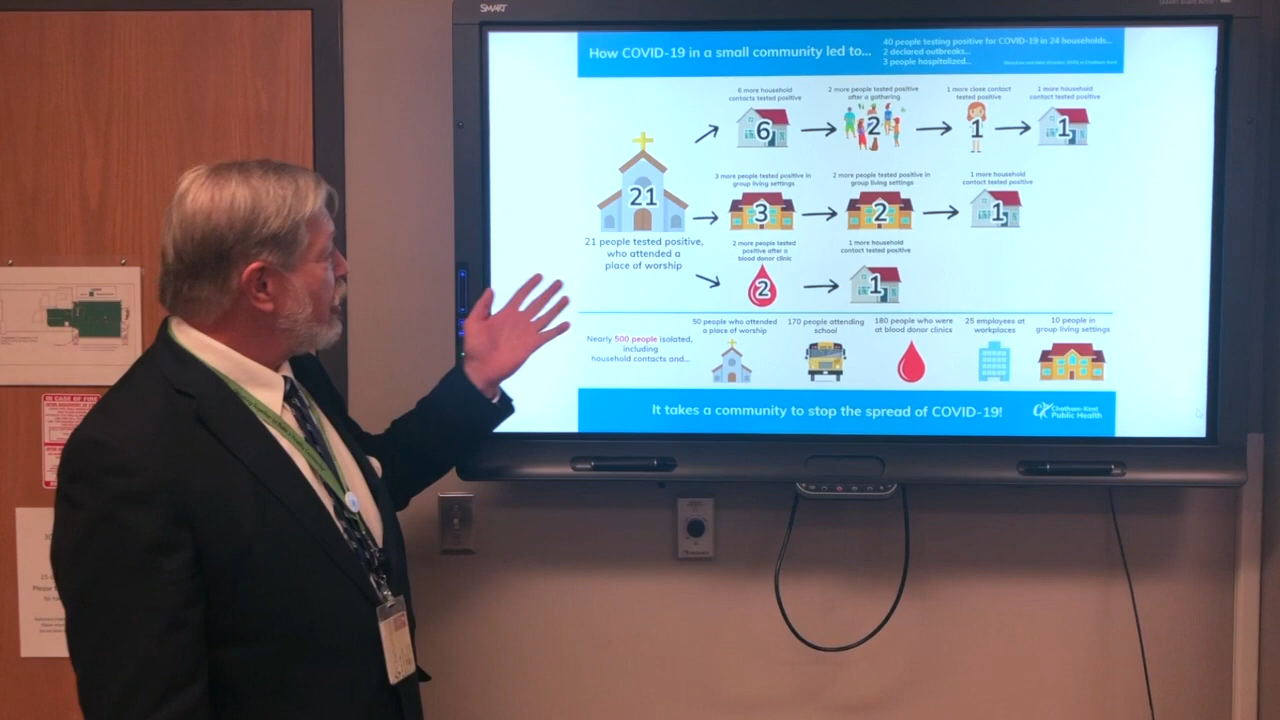 SMART
How COVID-19 in a small community led to...
40 people testing positive for COVID-19 in 24 households...
2 declared outbreaks...
3 people hospitalized...
6 more household
contacts tested positive
6
2 more people tested positive
after a gathering
2
1 more close contact
tested positive
1
1 more household
contact tested positive
1
21
21 people tested positive,
who attended a
place of worship
3 more people tested positive in
group living settings
3
2 more people tested positive in
group living settings
2
1 more household
contact tested positive
1
2 more people tested
positive after a
blood donor clinic
2
1 more household
contact tested positive
1
Nearly 500 people isolated,
including
household contacts and...
50 people who attended
a place of worship
170 people attending
school
180 people who were
at blood donor clinics
25 employees at
workplaces
10 people in
group living settings
It takes a community to stop the spread of COVID-19!
CK Chatham-Kent
Public Health
IN CASE OF FIRE